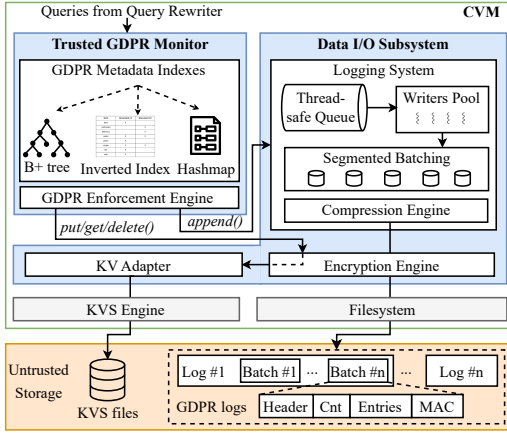 Queries from Query Rewriter
CVM
Trusted GDPR Monitor
GDPR Metadata Indexes
B+ tree
Inverted Index
Hashmap
GDPR Enforcement Engine
put/get/delete()
append()
Data I/O Subsystem
Logging System
Thread-
safe Queue
Writers Pool
Segmented Batching
Compression Engine
KV Adapter
Encryption Engine
KVS Engine
Filesystem
Untrusted
Storage
KVS files
Log #1
Batch #1
...
Batch #n
...
Log #n
GDPR logs
Header
Cnt
Entries
MAC